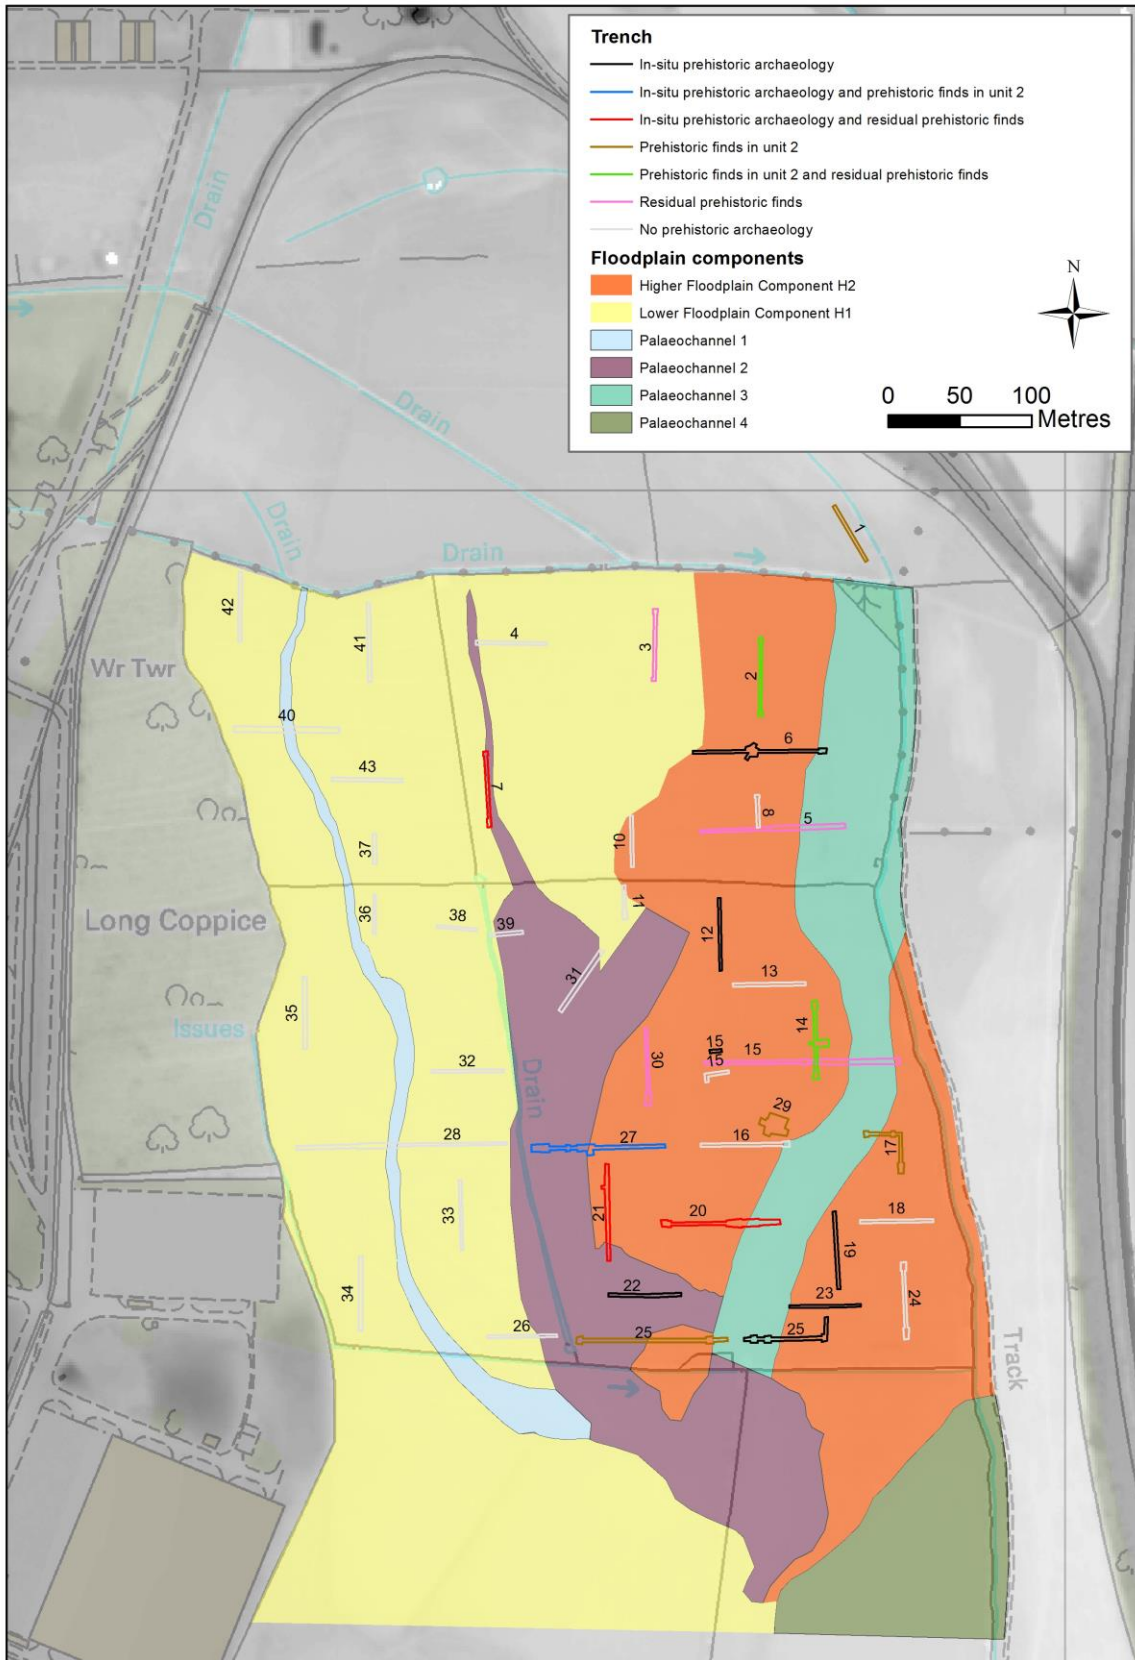 Trench
In-situ prehistoric archaeology
In-situ prehistoric archaeology and prehistoric finds in unit 2
In-situ prehistoric archaeology and residual prehistoric finds
Prehistoric finds in unit 2
Prehistoric finds in unit 2 and residual prehistoric finds
Residual prehistoric finds
No prehistoric archaeology
Floodplain components
Higher Floodplain Component H2
Lower Floodplain Component H1
Palaeochannel 1
Palaeochannel 2
Palaeochannel 3
Palaeochannel 4
N
0 50 100
Metres
Drain
Drain
Drain
Drain
1
42
41
4
3
2
Wr Twr
40
6
43
7
8
5
10
37
11
36
38
39
12
Long Coppice
31
13
35
Issues
14
30
15
15
15
32
Drain
29
28
27
16
17
33
21
20
18
19
34
22
23
24
26
25
25
Track